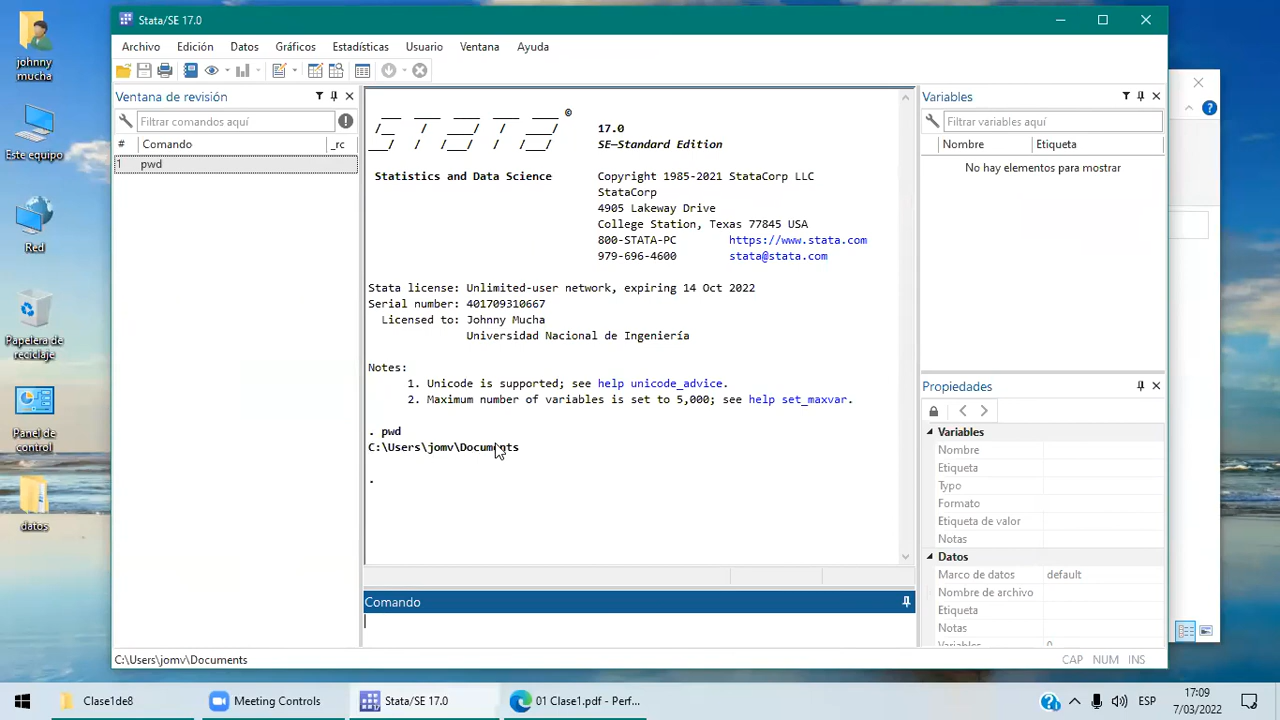 johnny mucha
Este equipo
Red
Papelera de reciclaje
Panel de control
datos
Stata/SE 17.0
Archivo Edición Datos Gráficos Estadísticas Usuario Ventana Ayuda
Ventana de revisión
Filtrar comandos aquí
# Comando _rc
1 pwd
©
17.0
SE—Standard Edition
Statistics and Data Science Copyright 1985-2021 StataCorp LLC
StataCorp
4905 Lakeway Drive
College Station, Texas 77845 USA
800-STATA-PC https://www.stata.com
979-696-4600 stata@stata.com
Stata license: Unlimited-user network, expiring 14 Oct 2022
Serial number: 401709310667
Licensed to: Johnny Mucha
Universidad Nacional de Ingeniería
Notes:
1. Unicode is supported; see help unicode_advice.
2. Maximum number of variables is set to 5,000; see help set_maxvar.
. pwd
C:\Users\jomv\Documents
.
Comando
Variables
Filtrar variables aquí
Nombre Etiqueta
No hay elementos para mostrar
Propiedades
Variables
Nombre
Etiqueta
Typo
Formato
Etiqueta de valor
Notas
Datos
Marco de datos default
Nombre de archivo
Etiqueta
Notas
Variables 0
C:\Users\jomv\Documents CAP NUM INS
Clase1de8 Meeting Controls Stata/SE 17.0 01 Clase1.pdf - Perf... ESP 17:09
7/03/2022